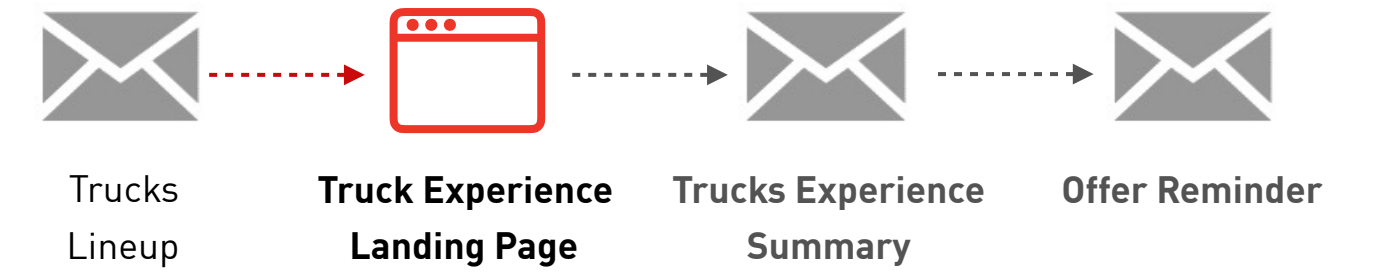 Trucks
Lineup
Truck Experience
Landing Page
Trucks Experience
Summary
Offer Reminder